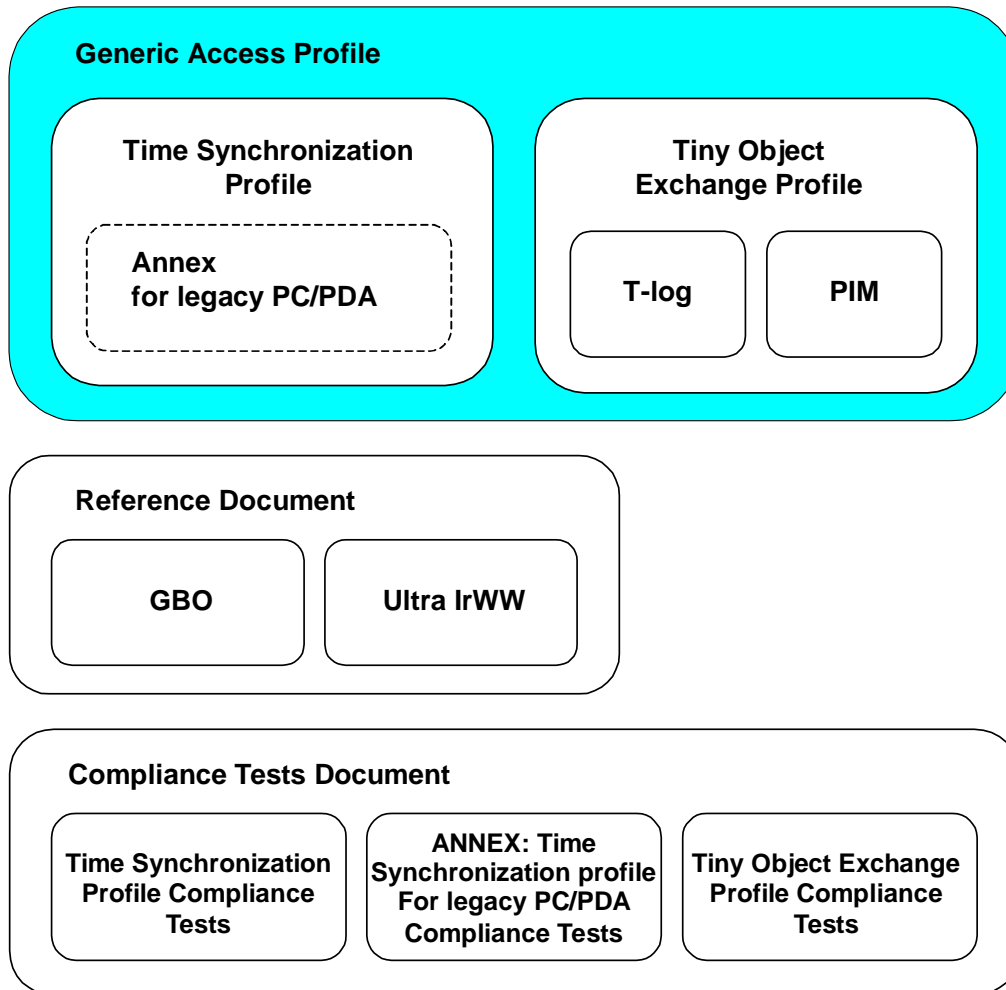 Generic Access Profile
Time Synchronization
Profile
Annex
for legacy PC/PDA
Tiny Object
Exchange Profile
T-log
PIM
Reference Document
GBO
Ultra IrWW
Compliance Tests Document
Time Synchronization
Profile Compliance
Tests
ANNEX: Time
Synchronization profile
For legacy PC/PDA
Compliance Tests
Tiny Object Exchange
Profile Compliance
Tests